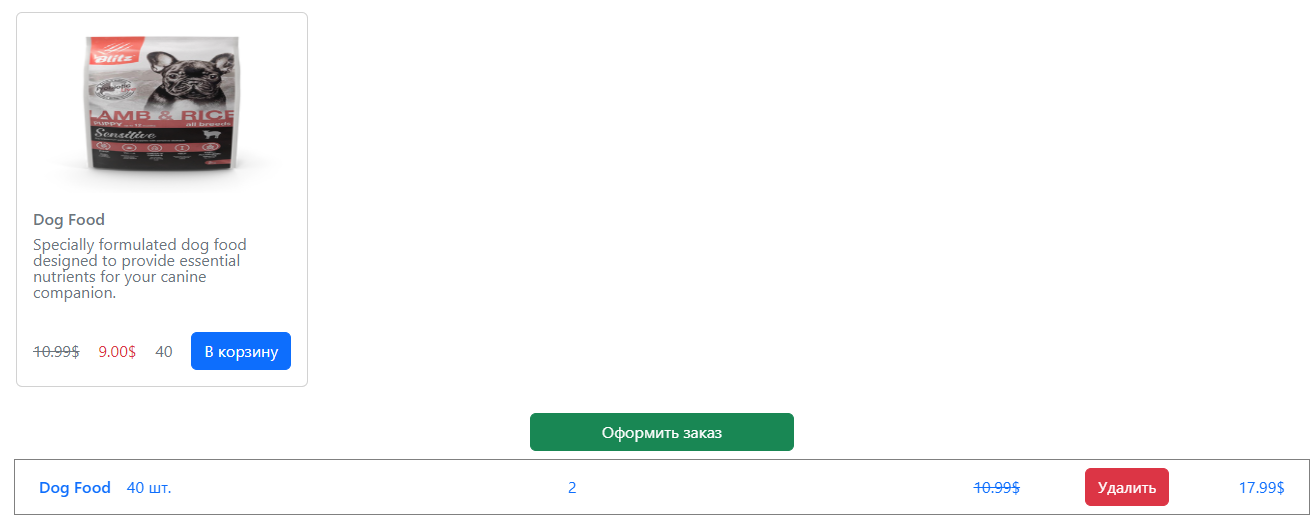 Blitz
LAMB & RICE
PUPPY
all breeds
Sensitive
Dog Food
Specially formulated dog food
designed to provide essential
nutrients for your canine
companion.
10.99$ 9.00$ 40 В корзину
Оформить заказ
Dog Food 40 шт. 2 10.99$ Удалить 17.99$